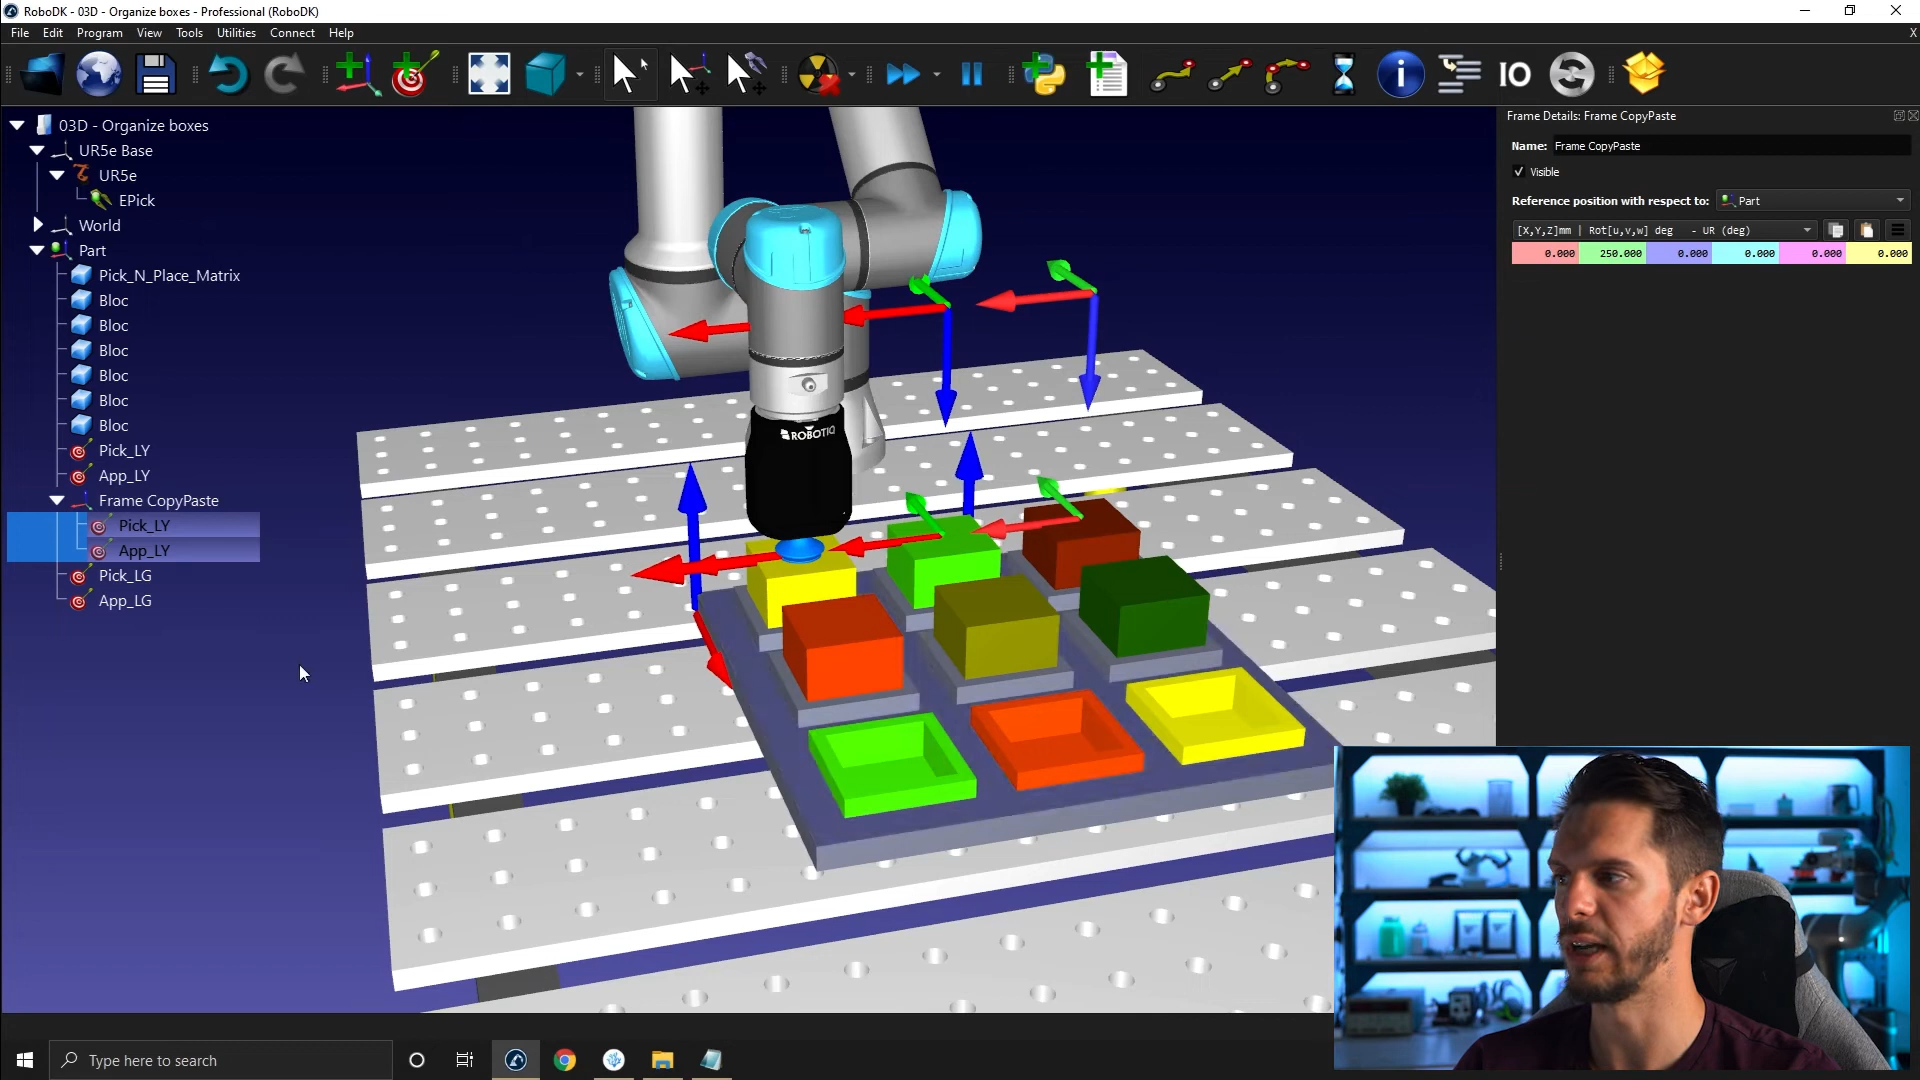 RoboDK - 03D - Organize boxes - Professional (RoboDK)
File Edit Program View Tools Utilities Connect Help X
IO
03D - Organize boxes
UR5e Base
UR5e
EPick
World
Part
Pick_N_Place_Matrix
Bloc
Bloc
Bloc
Bloc
Bloc
Bloc
Pick_LY
App_LY
Frame CopyPaste
Pick_LY
App_LY
Pick_LG
App_LG
ROBOTIQ
Frame Details: Frame CopyPaste
Name: Frame CopyPaste
Visible
Reference position with respect to: Part
[X,Y,Z]mm | Rot[u,v,w] deg - UR (deg)
0.000 250.000 0.000 0.000 0.000 0.000
Type here to search